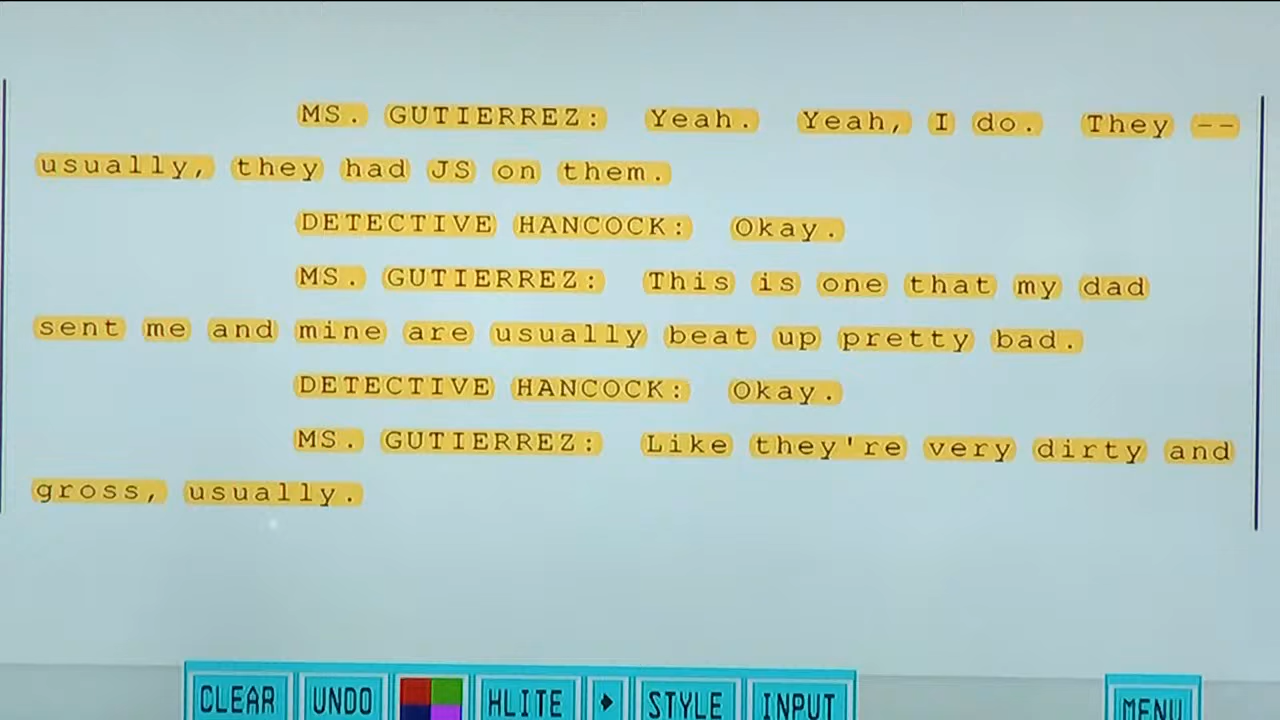 MS. GUTIERREZ: Yeah. Yeah, I do. They --
usually, they had JS on them.
DETECTIVE HANCOCK: Okay.
MS. GUTIERREZ: This is one that my dad
sent me and mine are usually beat up pretty bad.
DETECTIVE HANCOCK: Okay.
MS. GUTIERREZ: Like they're very dirty and
gross, usually.
CLEAR UNDO HLITE STYLE INPUT MENU